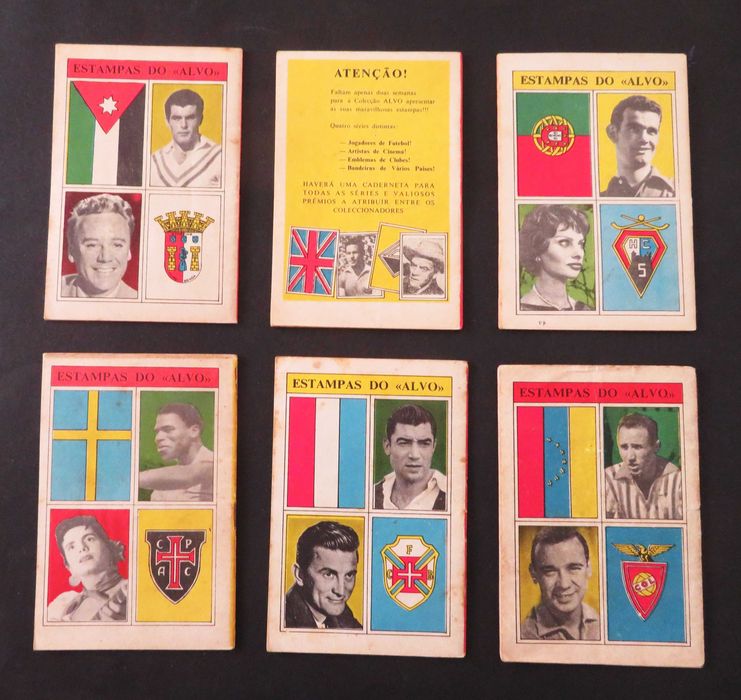 ESTAMPAS DO «ALVO»
BRAGA
ATENÇÃO!
Faltam apenas duas semanas
para a Colecção ALVO apresentar
as suas maravilhosas estampas!!!
Quatro séries distintas:
— Jogadores de Futebol!
— Artistas de Cinema!
— Emblemas de Clubes!
— Bandeiras de Vários Países!
HAVERÁ UMA CADERNETA PARA
TODAS AS SÉRIES E VALIOSOS
PRÉMIOS A ATRIBUIR ENTRE OS
COLECCIONADORES
ESTAMPAS DO «ALVO»
H C
S
ESTAMPAS DO «ALVO»
C P
A C
ESTAMPAS DO «ALVO»
F
C B
ESTAMPAS DO «ALVO»